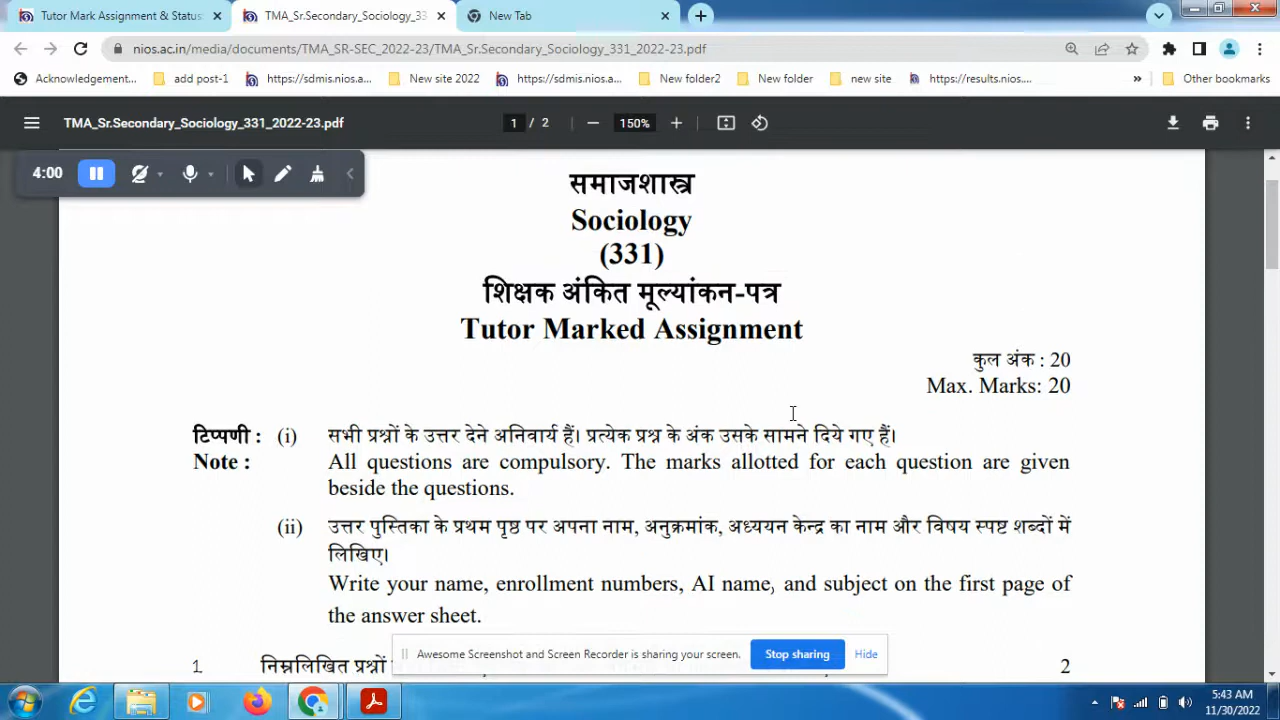 Tutor Mark Assignment & Status
TMA_Sr.Secondary_Sociology_33
New Tab
nios.ac.in/media/documents/TMA_SR-SEC_2022-23/TMA_Sr.Secondary_Sociology_331_2022-23.pdf
Acknowledgement... add post-1 https://sdmis.nios.a... New site 2022 https://sdmis.nios.a... New folder2 New folder new site https://results.nios.... » Other bookmarks
TMA_Sr.Secondary_Sociology_331_2022-23.pdf 1 / 2 150%
4:00
समाजशास्त्र
Sociology
(331)
शिक्षक अंकित मूल्यांकन-पत्र
Tutor Marked Assignment
कुल अंक : 20
Max. Marks: 20
टिप्पणी : (i) सभी प्रश्नों के उत्तर देने अनिवार्य हैं। प्रत्येक प्रश्न के अंक उसके सामने दिये गए हैं।
Note : All questions are compulsory. The marks allotted for each question are given
beside the questions.
(ii) उत्तर पुस्तिका के प्रथम पृष्ठ पर अपना नाम, अनुक्रमांक, अध्ययन केन्द्र का नाम और विषय स्पष्ट शब्दों में
लिखिए।
Write your name, enrollment numbers, AI name, and subject on the first page of
the answer sheet.
1 निम्नलिखित प्रश्नों 2
Awesome Screenshot and Screen Recorder is sharing your screen. Stop sharing Hide
5:43 AM
11/30/2022